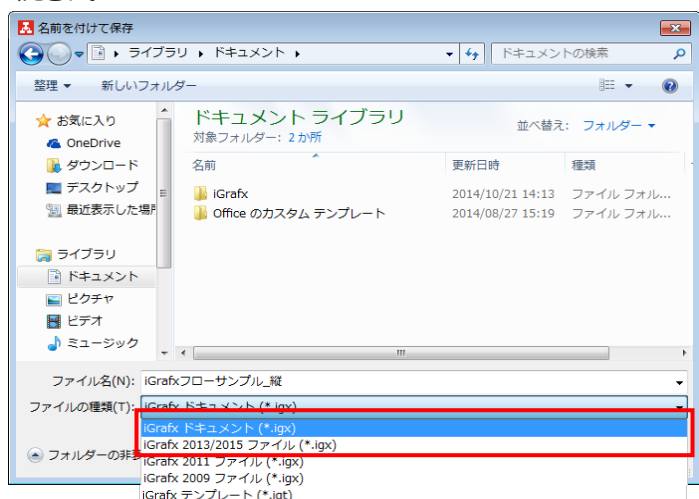 名前を付けて保存
ライブラリ ドキュメント
ドキュメントの検索
整理 新しいフォルダー
お気に入り
OneDrive
ダウンロード
デスクトップ
最近表示した場所
ライブラリ
ドキュメント
ピクチャ
ビデオ
ミュージック
ドキュメント ライブラリ
対象フォルダー: 2 か所
並べ替え: フォルダー
名前 更新日時 種類
iGrafx 2014/10/21 14:13 ファイル フォル...
Office のカスタム テンプレート 2014/08/27 15:19 ファイル フォル...
ファイル名(N): iGrafxフローサンプル_縦
ファイルの種類(T): iGrafx ドキュメント (*.igx)
iGrafx ドキュメント (*.igx)
iGrafx 2013/2015 ファイル (*.igx)
iGrafx 2011 ファイル (*.igx)
iGrafx 2009 ファイル (*.igx)
iGrafx テンプレート (*.igt)
フォルダーの非表